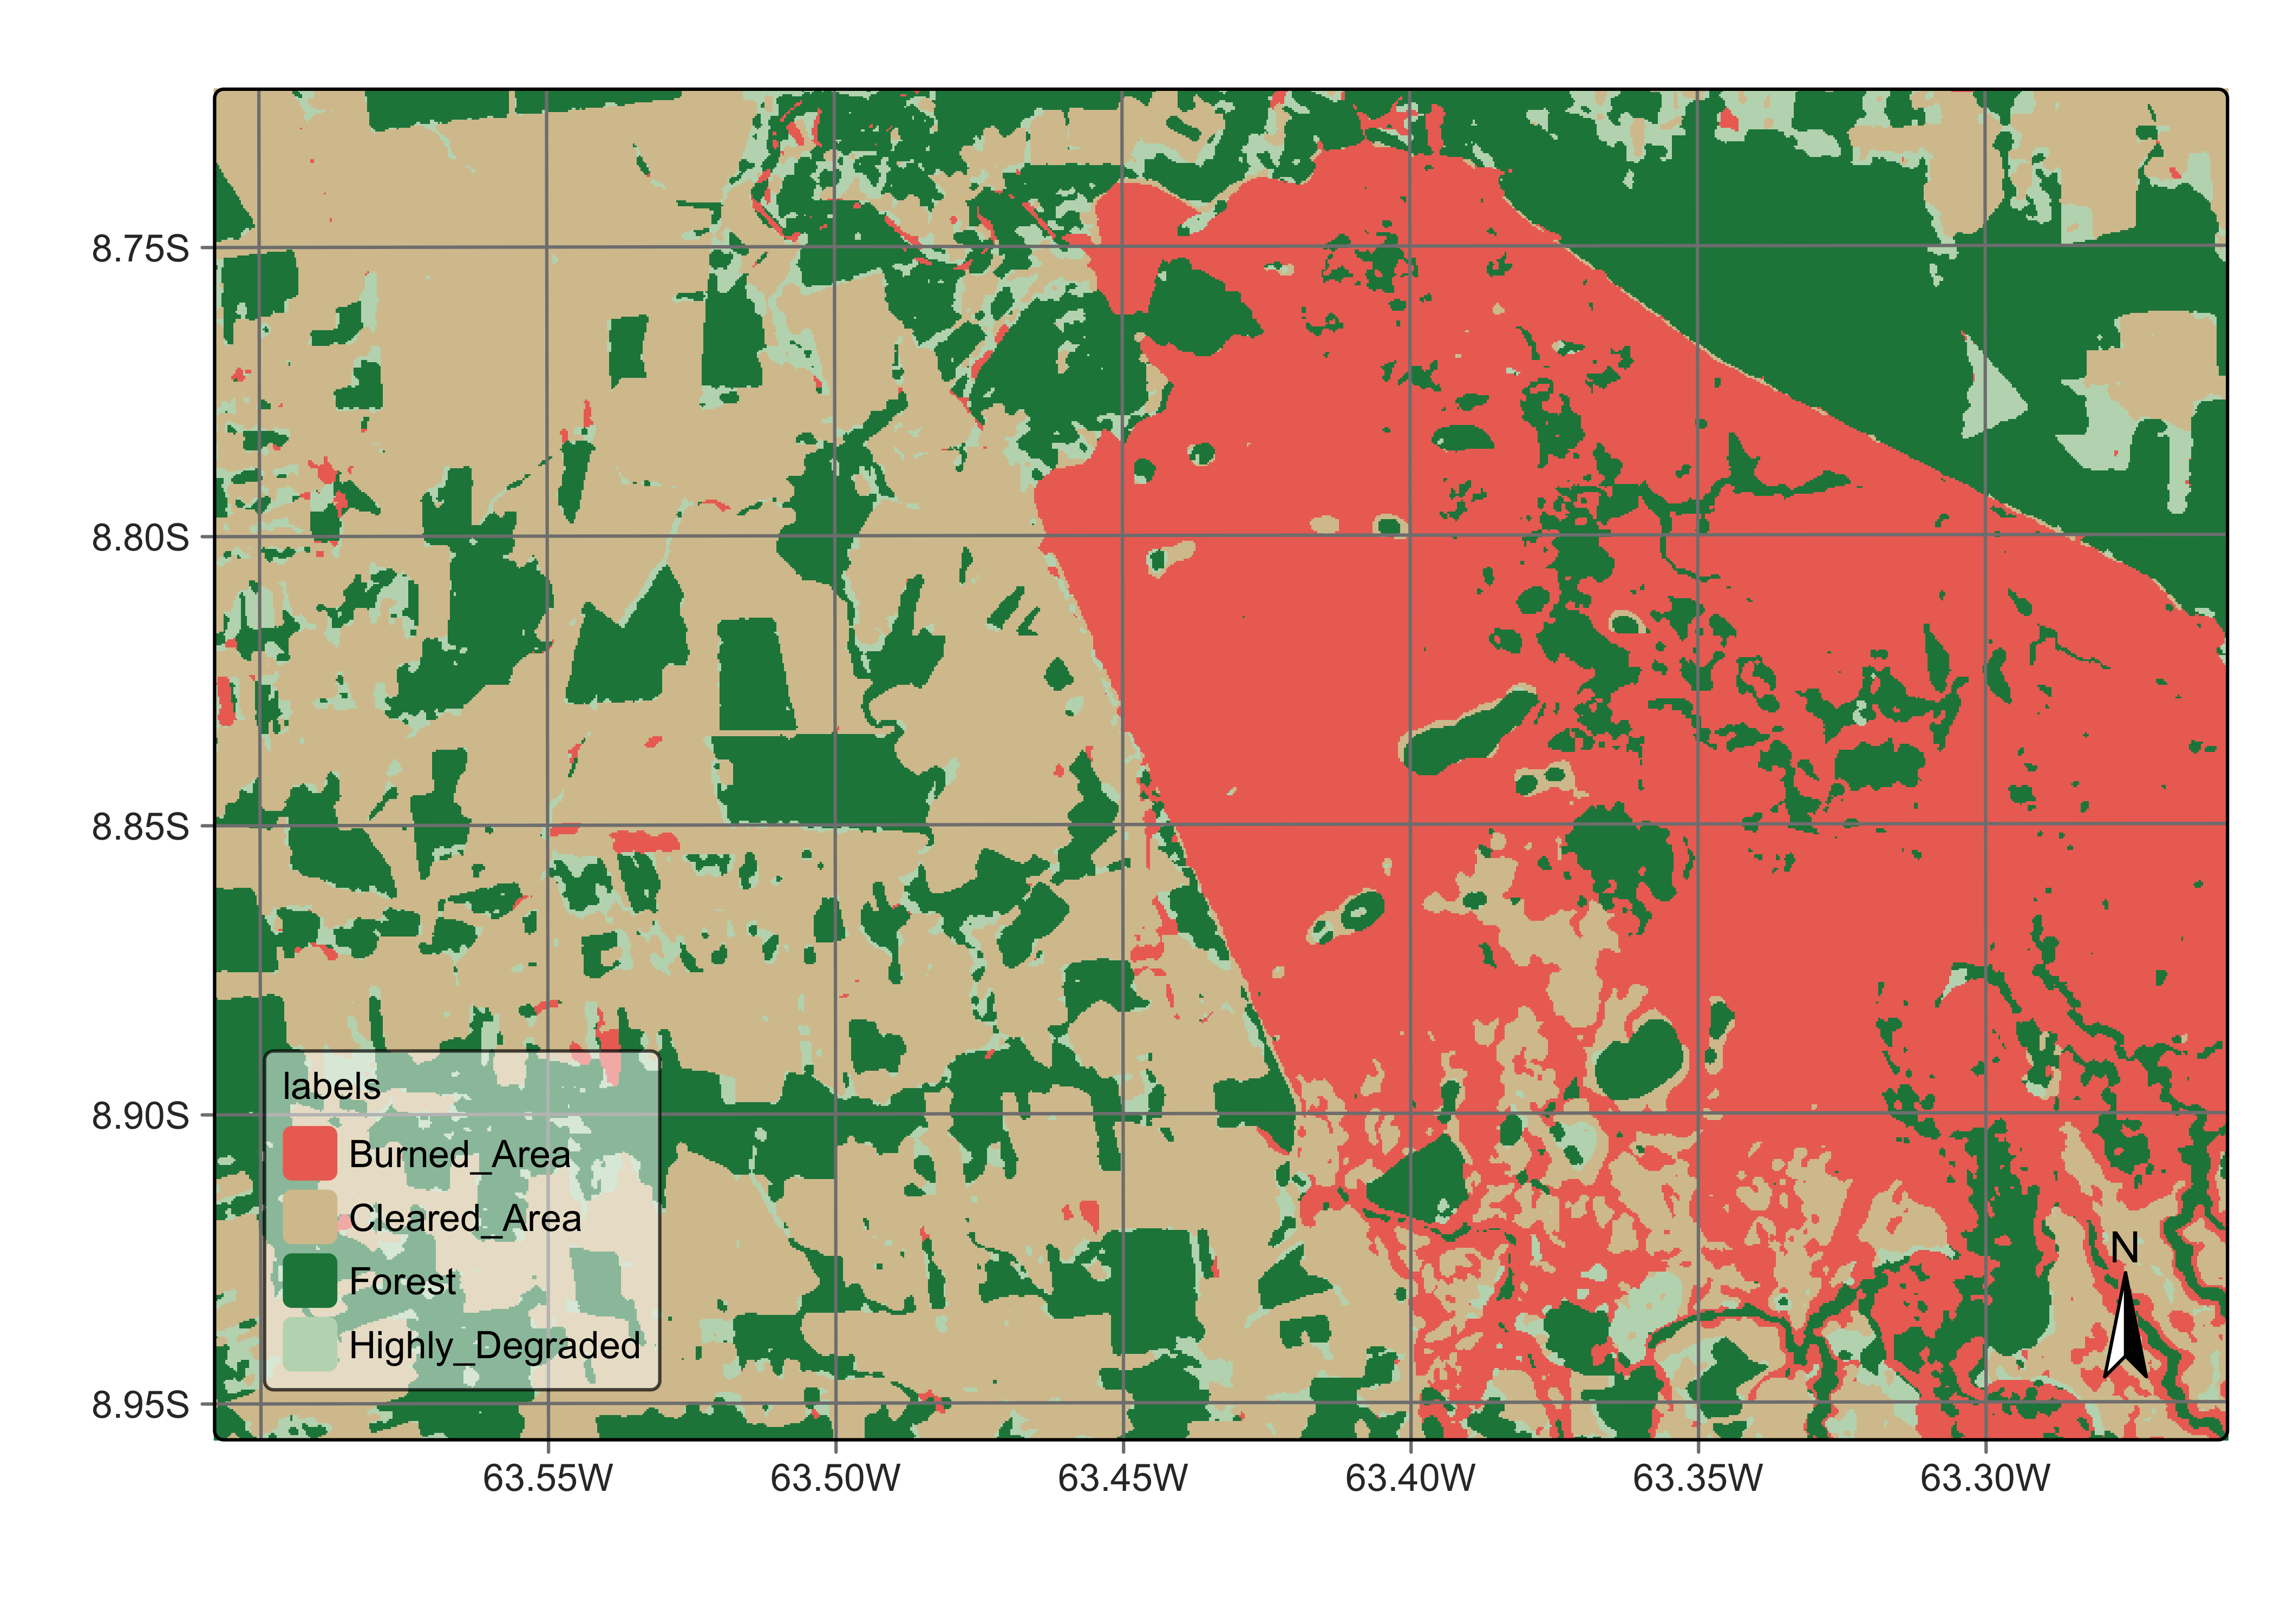 8.75S
8.80S
8.85S
8.90S
8.95S
labels
Burned_Area
Cleared_Area
Forest
Highly_Degraded
N
63.55W 63.50W 63.45W 63.40W 63.35W 63.30W